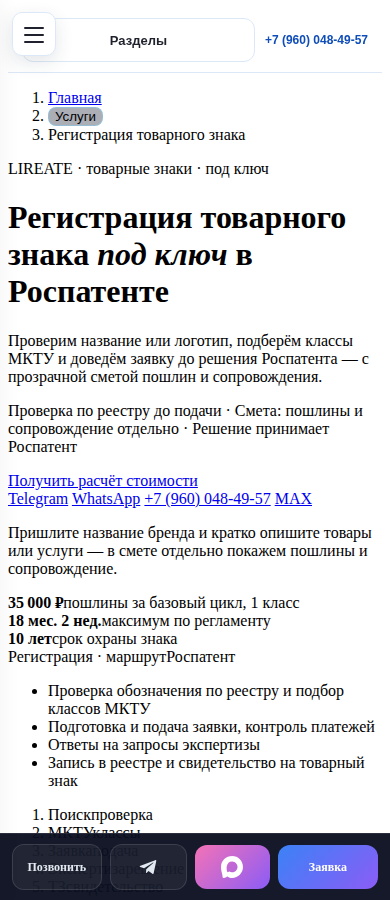 Разделы
+7 (960) 048-49-57
1. Главная
2. Услуги
3. Регистрация товарного знака
LIREATE · товарные знаки · под ключ
Регистрация товарного
знака под ключ в
Роспатенте
Проверим название или логотип, подберём классы
МКТУ и доведём заявку до решения Роспатента — с
прозрачной сметой пошлин и сопровождения.
Проверка по реестру до подачи · Смета: пошлины и
сопровождение отдельно · Решение принимает
Роспатент
Получить расчёт стоимости
Telegram WhatsApp +7 (960) 048-49-57 MAX
Пришлите название бренда и кратко опишите товары
или услуги — в смете отдельно покажем пошлины и
сопровождение.
35 000 ₽пошлины за базовый цикл, 1 класс
18 мес. 2 нед.максимум по регламенту
10 летсрок охраны знака
Регистрация · маршрутРоспатент
• Проверка обозначения по реестру и подбор
классов МКТУ
• Подготовка и подача заявки, контроль платежей
• Ответы на запросы экспертизы
• Запись в реестре и свидетельство на товарный
знак
1. Поискпроверка
2. МКТУклассы
3. Заявкаподача
Позвонить
Заявка